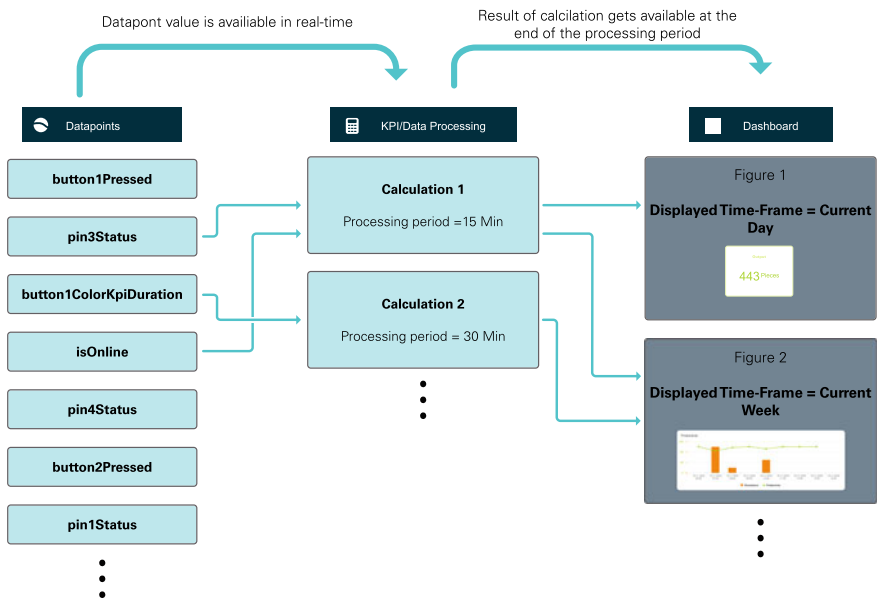 Datapont value is availiable in real-time
Result of calcilation gets available at the
end of the processing period
Datapoints
KPI/Data Processing
Dashboard
button1Pressed
pin3Status
button1ColorKpiDuration
isOnline
pin4Status
button2Pressed
pin1Status
Calculation 1
Processing period =15 Min
Calculation 2
Processing period = 30 Min
Figure 1
Displayed Time-Frame = Current
Day
443 Pieces
Figure 2
Displayed Time-Frame = Current
Week